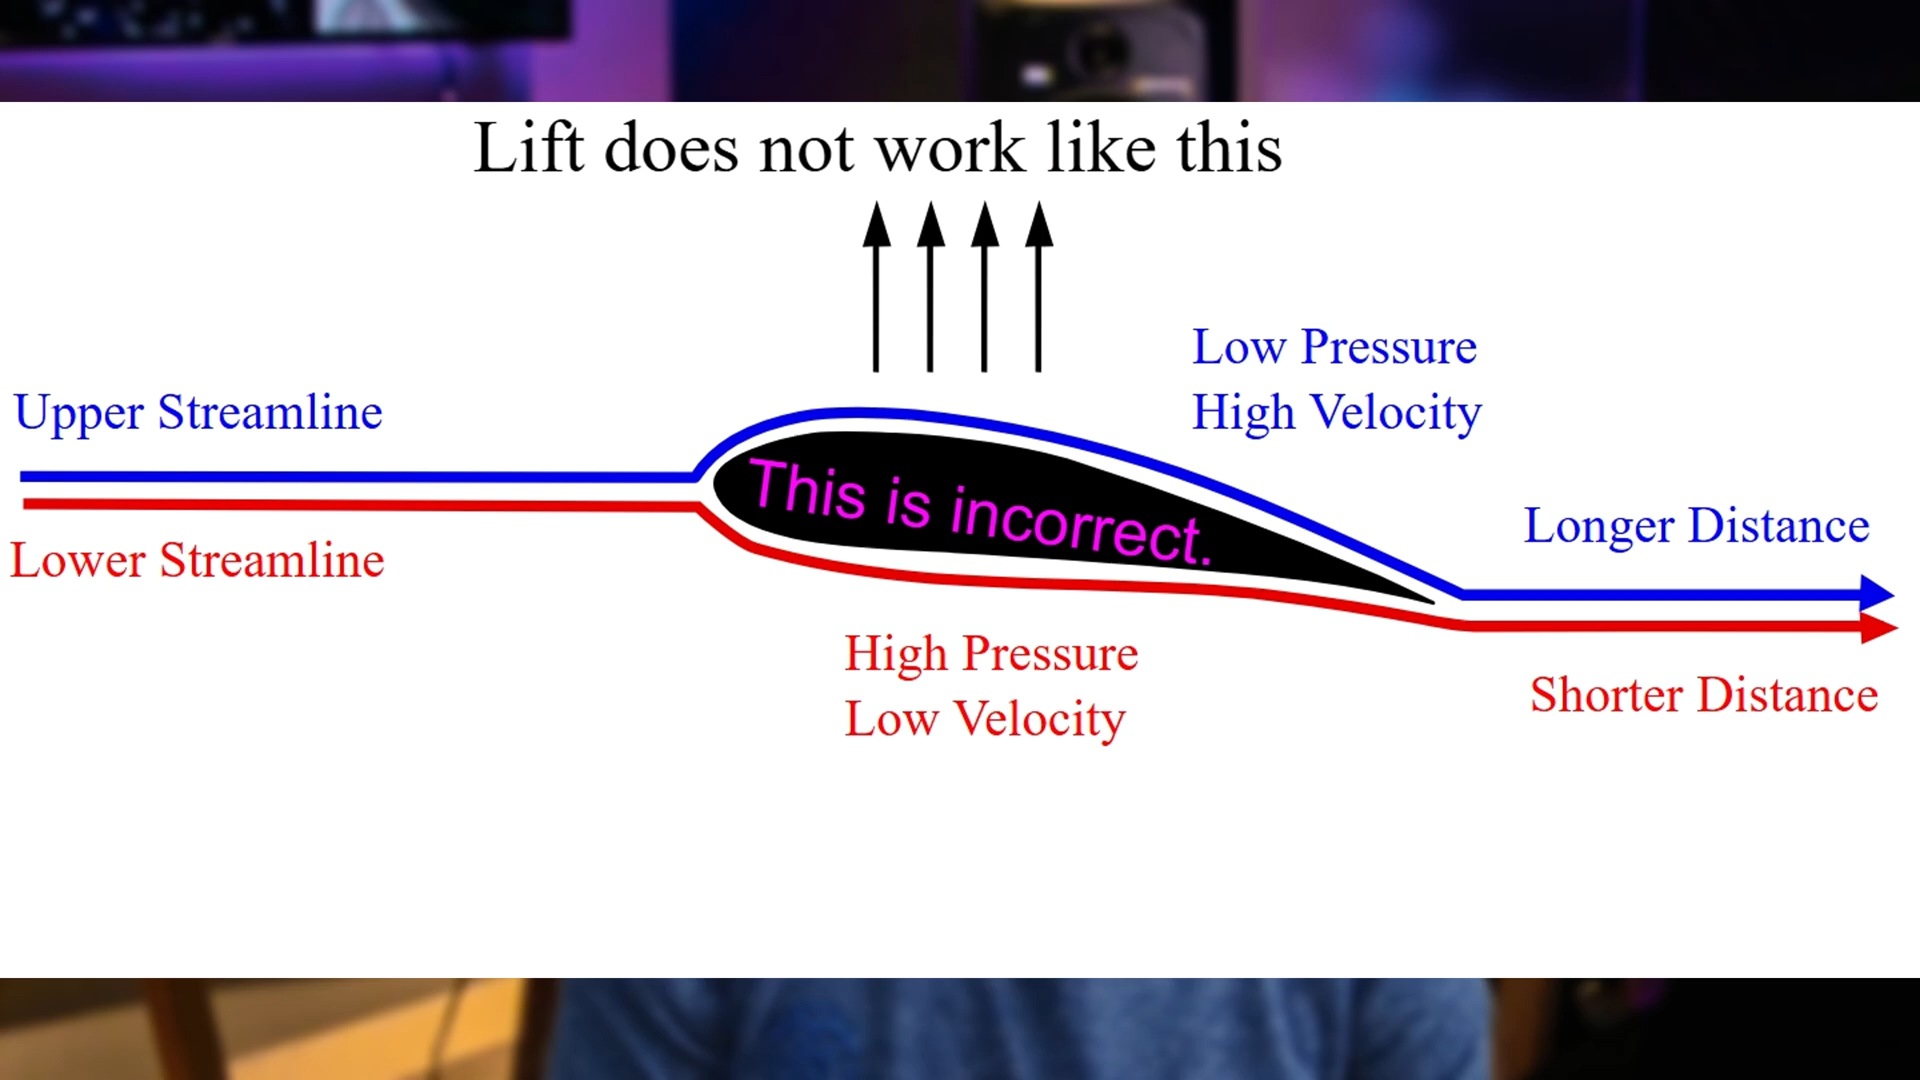 Lift does not work like this
Low Pressure
High Velocity
Upper Streamline
This is incorrect.
Longer Distance
Lower Streamline
High Pressure
Low Velocity
Shorter Distance